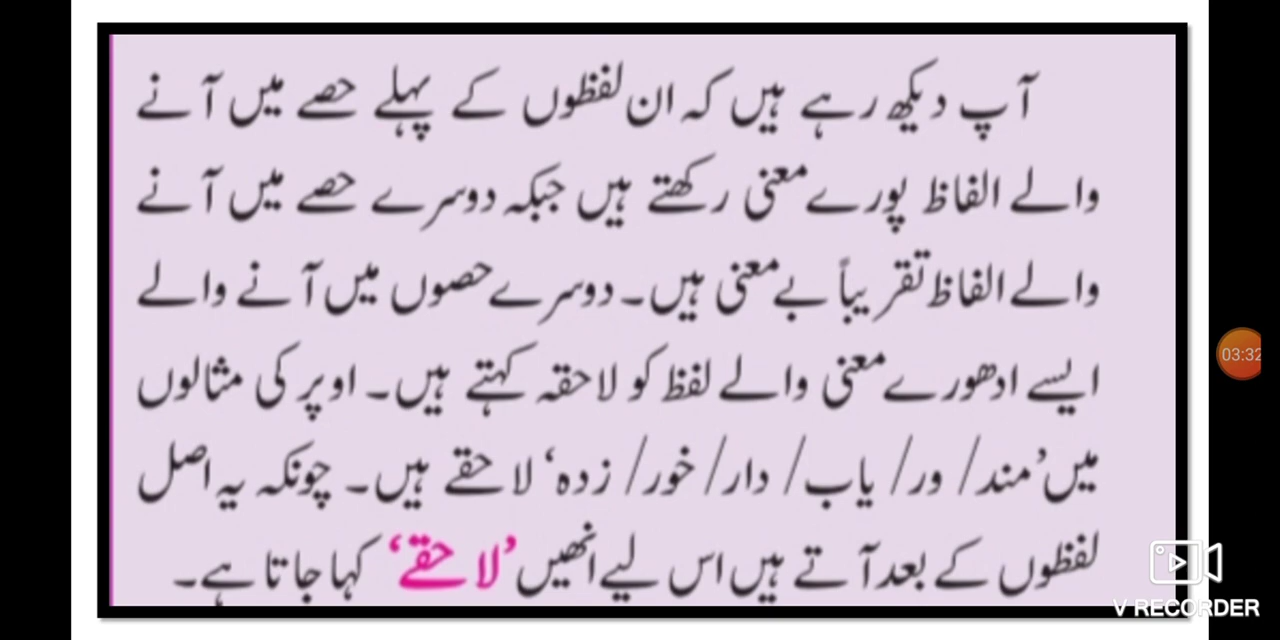 آپ دیکھ رہے ہیں کہ ان لفظوں کے پہلے حصے میں آنے
والے الفاظ پورے معنی رکھتے ہیں جبکہ دوسرے حصے میں آنے
والے الفاظ تقریباً بے معنی ہیں۔ دوسرے حصوں میں آنے والے
ایسے ادھورے معنی والے لفظ کو لاحقہ کہتے ہیں۔ اوپر کی مثالوں
میں ’مند/ ور/ یاب/ دار/ خور/ زدہ‘ لاحقے ہیں۔ چونکہ یہ اصل
لفظوں کے بعد آتے ہیں اس لیے انھیں ’لاحقے‘ کہا جاتا ہے۔
03:32
V RECORDER